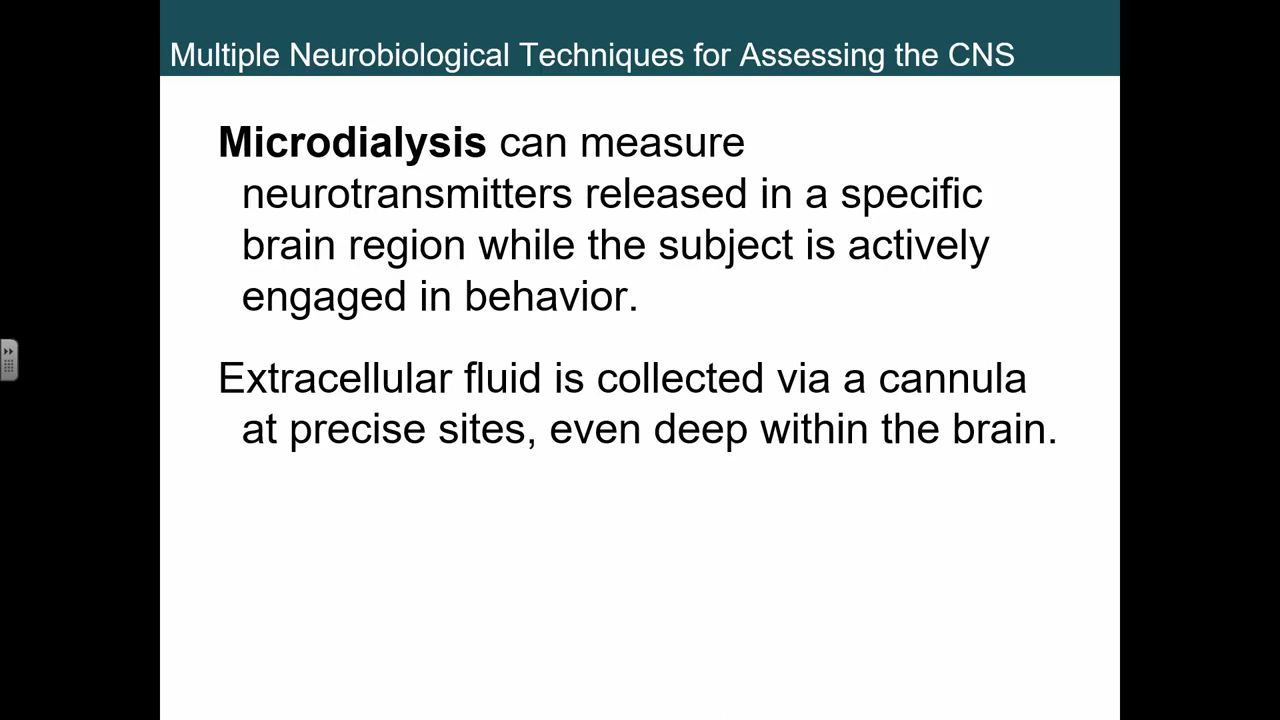 Multiple Neurobiological Techniques for Assessing the CNS
Microdialysis can measure
neurotransmitters released in a specific
brain region while the subject is actively
engaged in behavior.
Extracellular fluid is collected via a cannula
at precise sites, even deep within the brain.